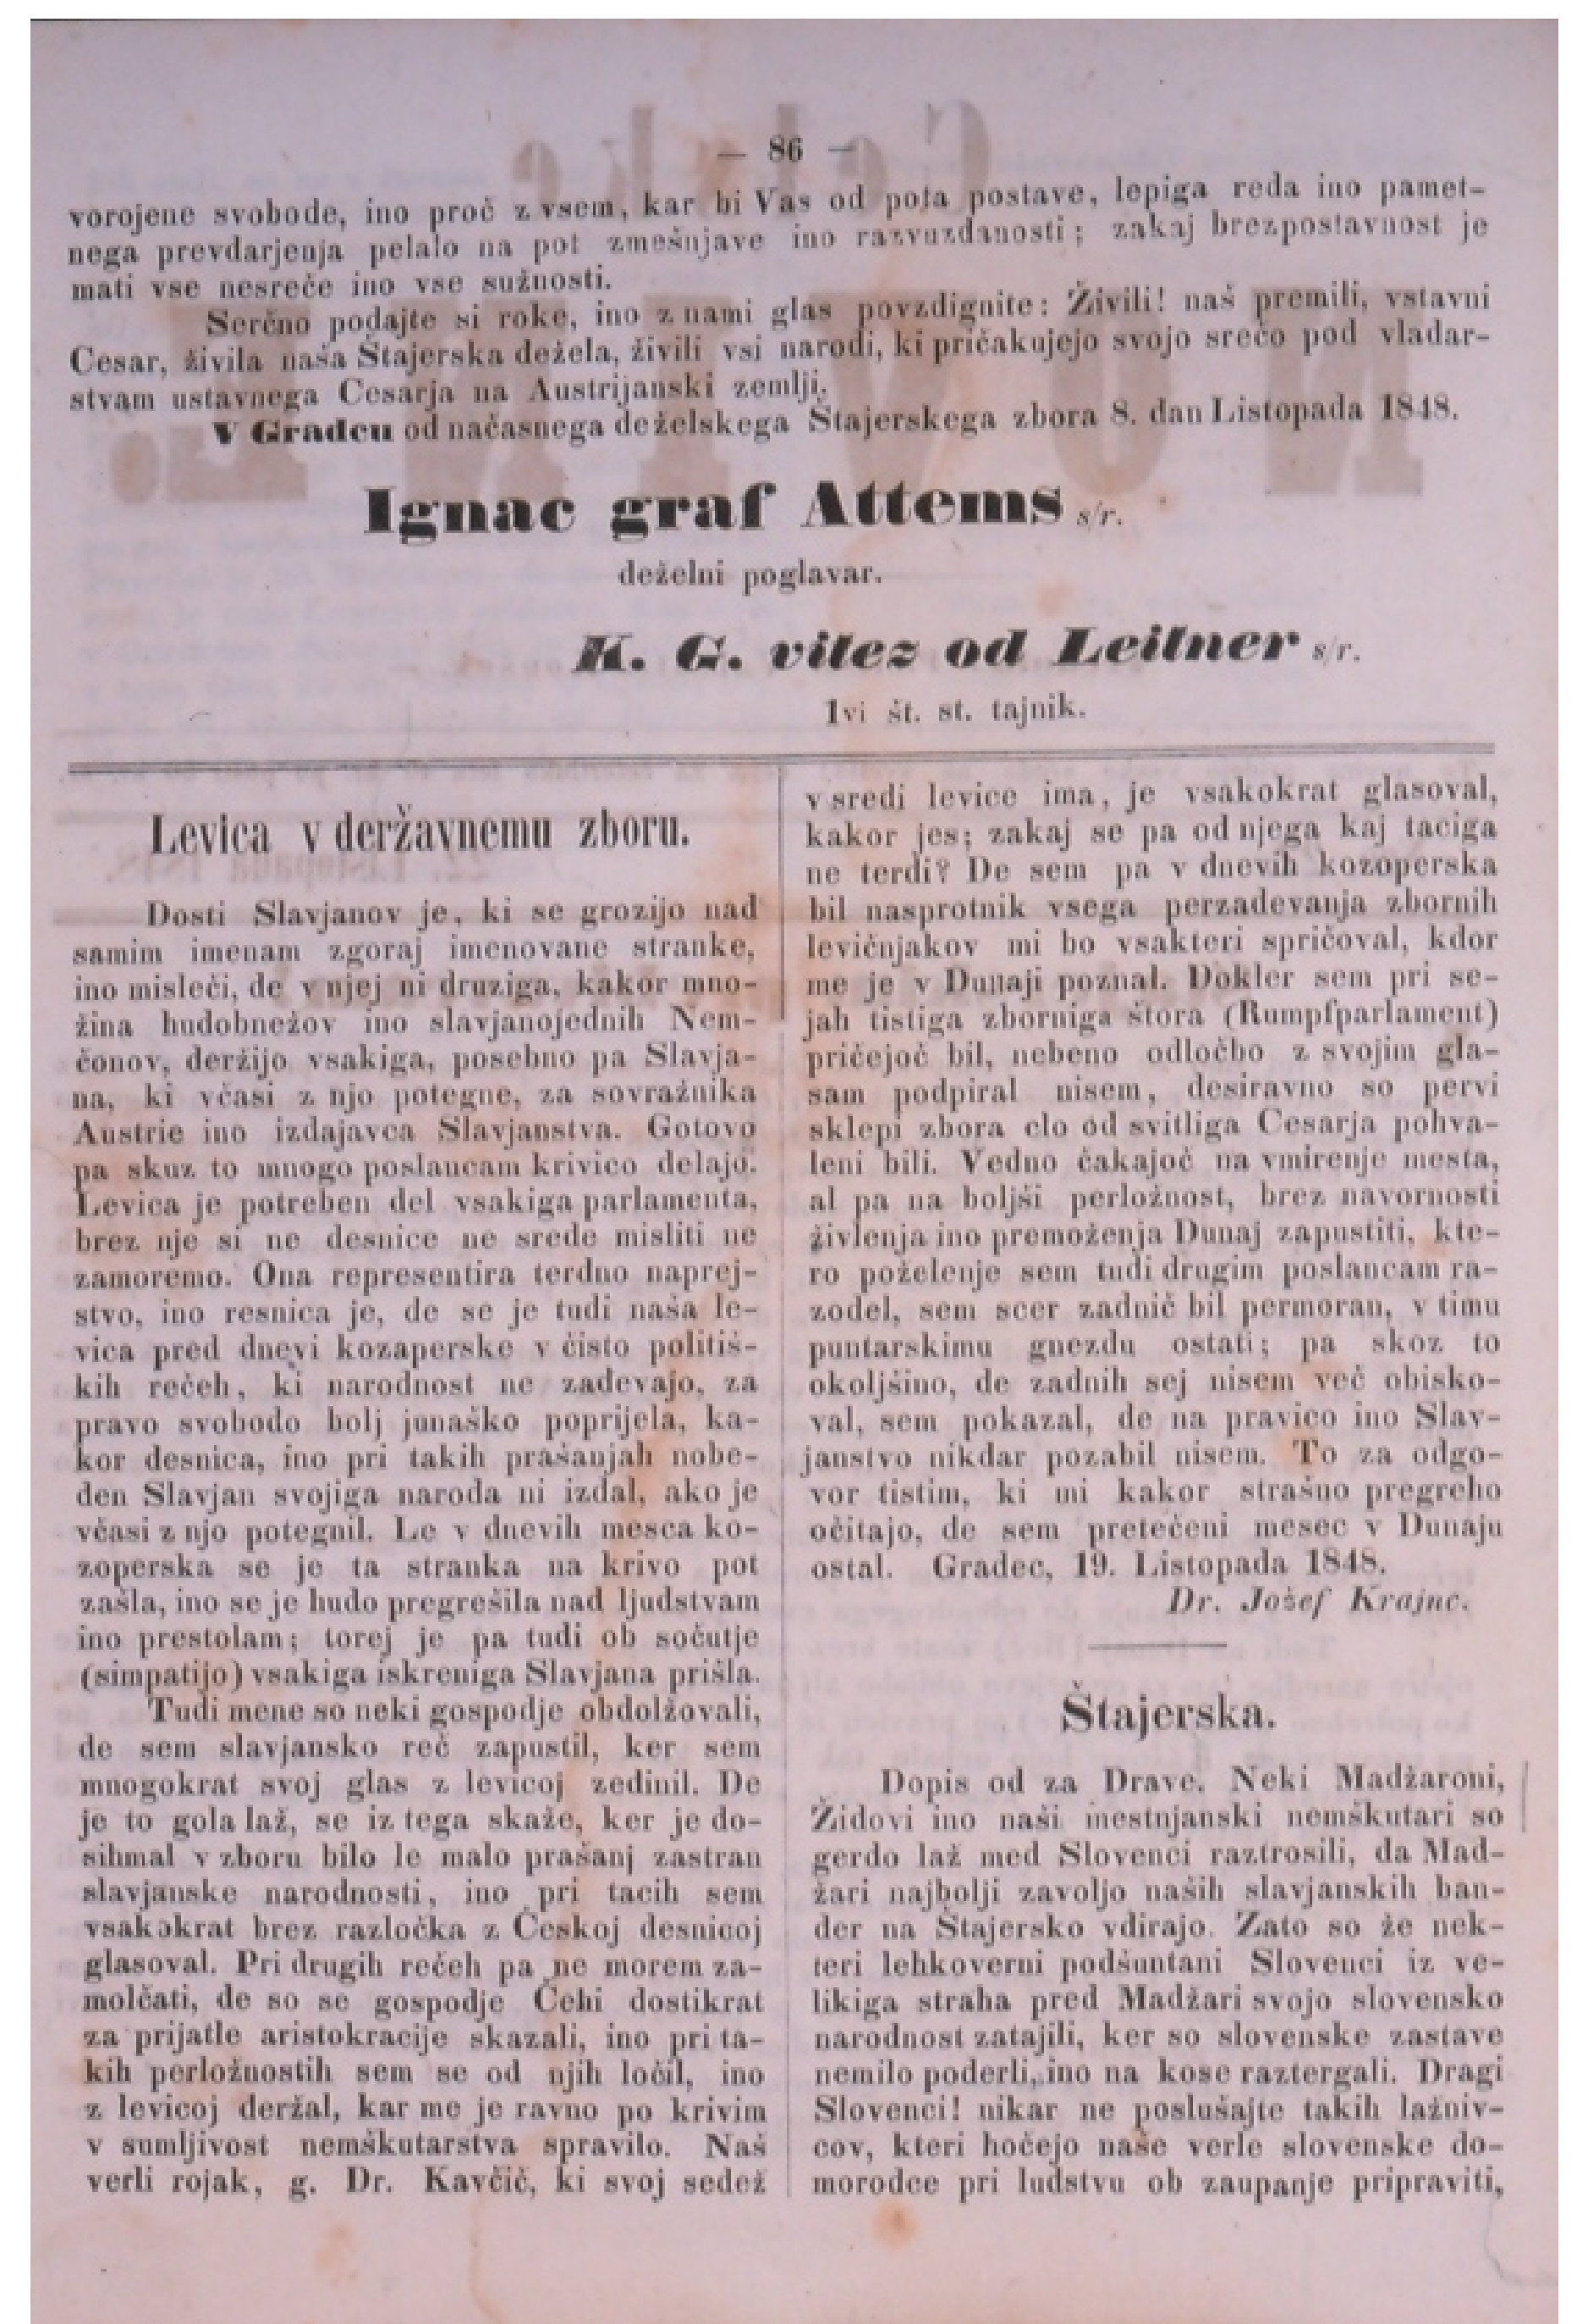 — 86 —
vorojene svobode, ino proč z vsem, kar bi Vas od pota postave, lepiga reda ino pamet-
nega prevdarjenja pelalo na pot zmešnjave ino razvuzdanosti; zakaj brezpostavnost je
mati vse nesreče ino vse sužnosti.
Serčno podajte si roke, ino z nami glas povzdignite: Živili! naš premili, vstavni
Cesar, živila naša Štajerska dežela, živili vsi narodi, ki pričakujejo svojo srečo pod vladar-
stvam ustavnega Cesarja na Austrijanski zemlji.
V Gradcu od načasnega deželskega Štajerskega zbora 8. dan Listopada 1848.
Ignac graf Attems s/r.
deželni poglavar.
K. G. vitez od Leitner s/r.
1vi št. st. tajnik.
Levica v deržavnemu zboru.
Dosti Slavjanov je, ki se grozijo nad
samim imenam zgoraj imenovane stranke,
ino misleči, de v njej ni druziga, kakor mno-
žina hudobnežov ino slavjanojednih Nem-
čonov, deržijo vsakiga, posebno pa Slavja-
na, ki včasi z njo potegne, za sovražnika
Austrie ino izdajavca Slavjanstva. Gotovo
pa skuz to mnogo poslancam krivico delajo.
Levica je potreben del vsakiga parlamenta,
brez nje si ne desnice ne srede misliti ne
zamoremo. Ona representira terdno naprej-
stvo, ino resnica je, de se je tudi naša le-
vica pred dnevi kozaperske v čisto politiš-
kih rečeh, ki narodnost ne zadevajo, za
pravo svobodo bolj junaško poprijela, ka-
kor desnica, ino pri takih prašanjah nobe-
den Slavjan svojiga naroda ni izdal, ako je
včasi z njo potegnil. Le v dnevih mesca ko-
zoperska se je ta stranka na krivo pot
zašla, ino se je hudo pregrešila nad ljudstvam
ino prestolam; torej je pa tudi ob sočutje
(simpatijo) vsakiga iskreniga Slavjana prišla.
Tudi mene so neki gospodje obdolžovali,
de sem slavjansko reč zapustil, ker sem
mnogokrat svoj glas z levicoj zedinil. De
je to gola laž, se iz tega skaže, ker je do-
sihmal v zboru bilo le malo prašanj zastran
slavjanske narodnosti, ino pri tacih sem
vsakokrat brez razločka z Českoj desnicoj
glasoval. Pri drugih rečeh pa ne morem za-
molčati, de so se gospodje Čehi dostikrat
za prijatle aristokracije skazali, ino pri ta-
kih perložnostih sem se od njih ločil, ino
z levicoj deržal, kar me je ravno po krivim
v sumljivost nemškutarstva spravilo. Naš
verli rojak, g. Dr. Kavčič, ki svoj sedež
v sredi levice ima, je vsakokrat glasoval,
kakor jes; zakaj se pa od njega kaj taciga
ne terdi? De sem pa v dnevih kozoperska
bil nasprotnik vsega perzadevanja zbornih
levičnjakov mi bo vsakteri spričoval, kdor
me je v Dunaji poznal. Dokler sem pri se-
jah tistiga zborniga štora (Rumpfparlament)
pričejoč bil, nebeno odločbo z svojim gla-
sam podpiral nisem, desiravno so pervi
sklepi zbora clo od svitliga Cesarja pohva-
leni bili. Vedno čakajoč na vmirenje mesta,
al pa na boljši perložnost, brez navornosti
živlenja ino premoženja Dunaj zapustiti, kte-
ro poželenje sem tudi drugim poslancam ra-
zodel, sem scer zadnič bil permoran, v timu
puntarskimu gnezdu ostati; pa skoz to
okoljšino, de zadnih sej nisem več obisko-
val, sem pokazal, de na pravico ino Slav-
janstvo nikdar pozabil nisem. To za odgo-
vor tistim, ki mi kakor strašno pregreho
očitajo, de sem pretečeni mesec v Dunaju
ostal. Gradec, 19. Listopada 1848.
Dr. Jožef Krajnc.
Štajerska.
Dopis od za Drave. Neki Madžaroni,
Židovi ino naši mestnjanski nemškutari so
gerdo laž med Slovenci raztrosili, da Mad-
žari najbolji zavoljo naših slavjanskih ban-
der na Štajersko vdirajo. Zato so že nek-
teri lehkoverni podšuntani Slovenci iz ve-
likiga straha pred Madžari svojo slovensko
narodnost zatajili, ker so slovenske zastave
nemilo poderli, ino na kose raztergali. Dragi
Slovenci! nikar ne poslušajte takih lažniv-
cov, kteri hočejo naše verle slovenske do-
morodce pri ludstvu ob zaupanje pripraviti,